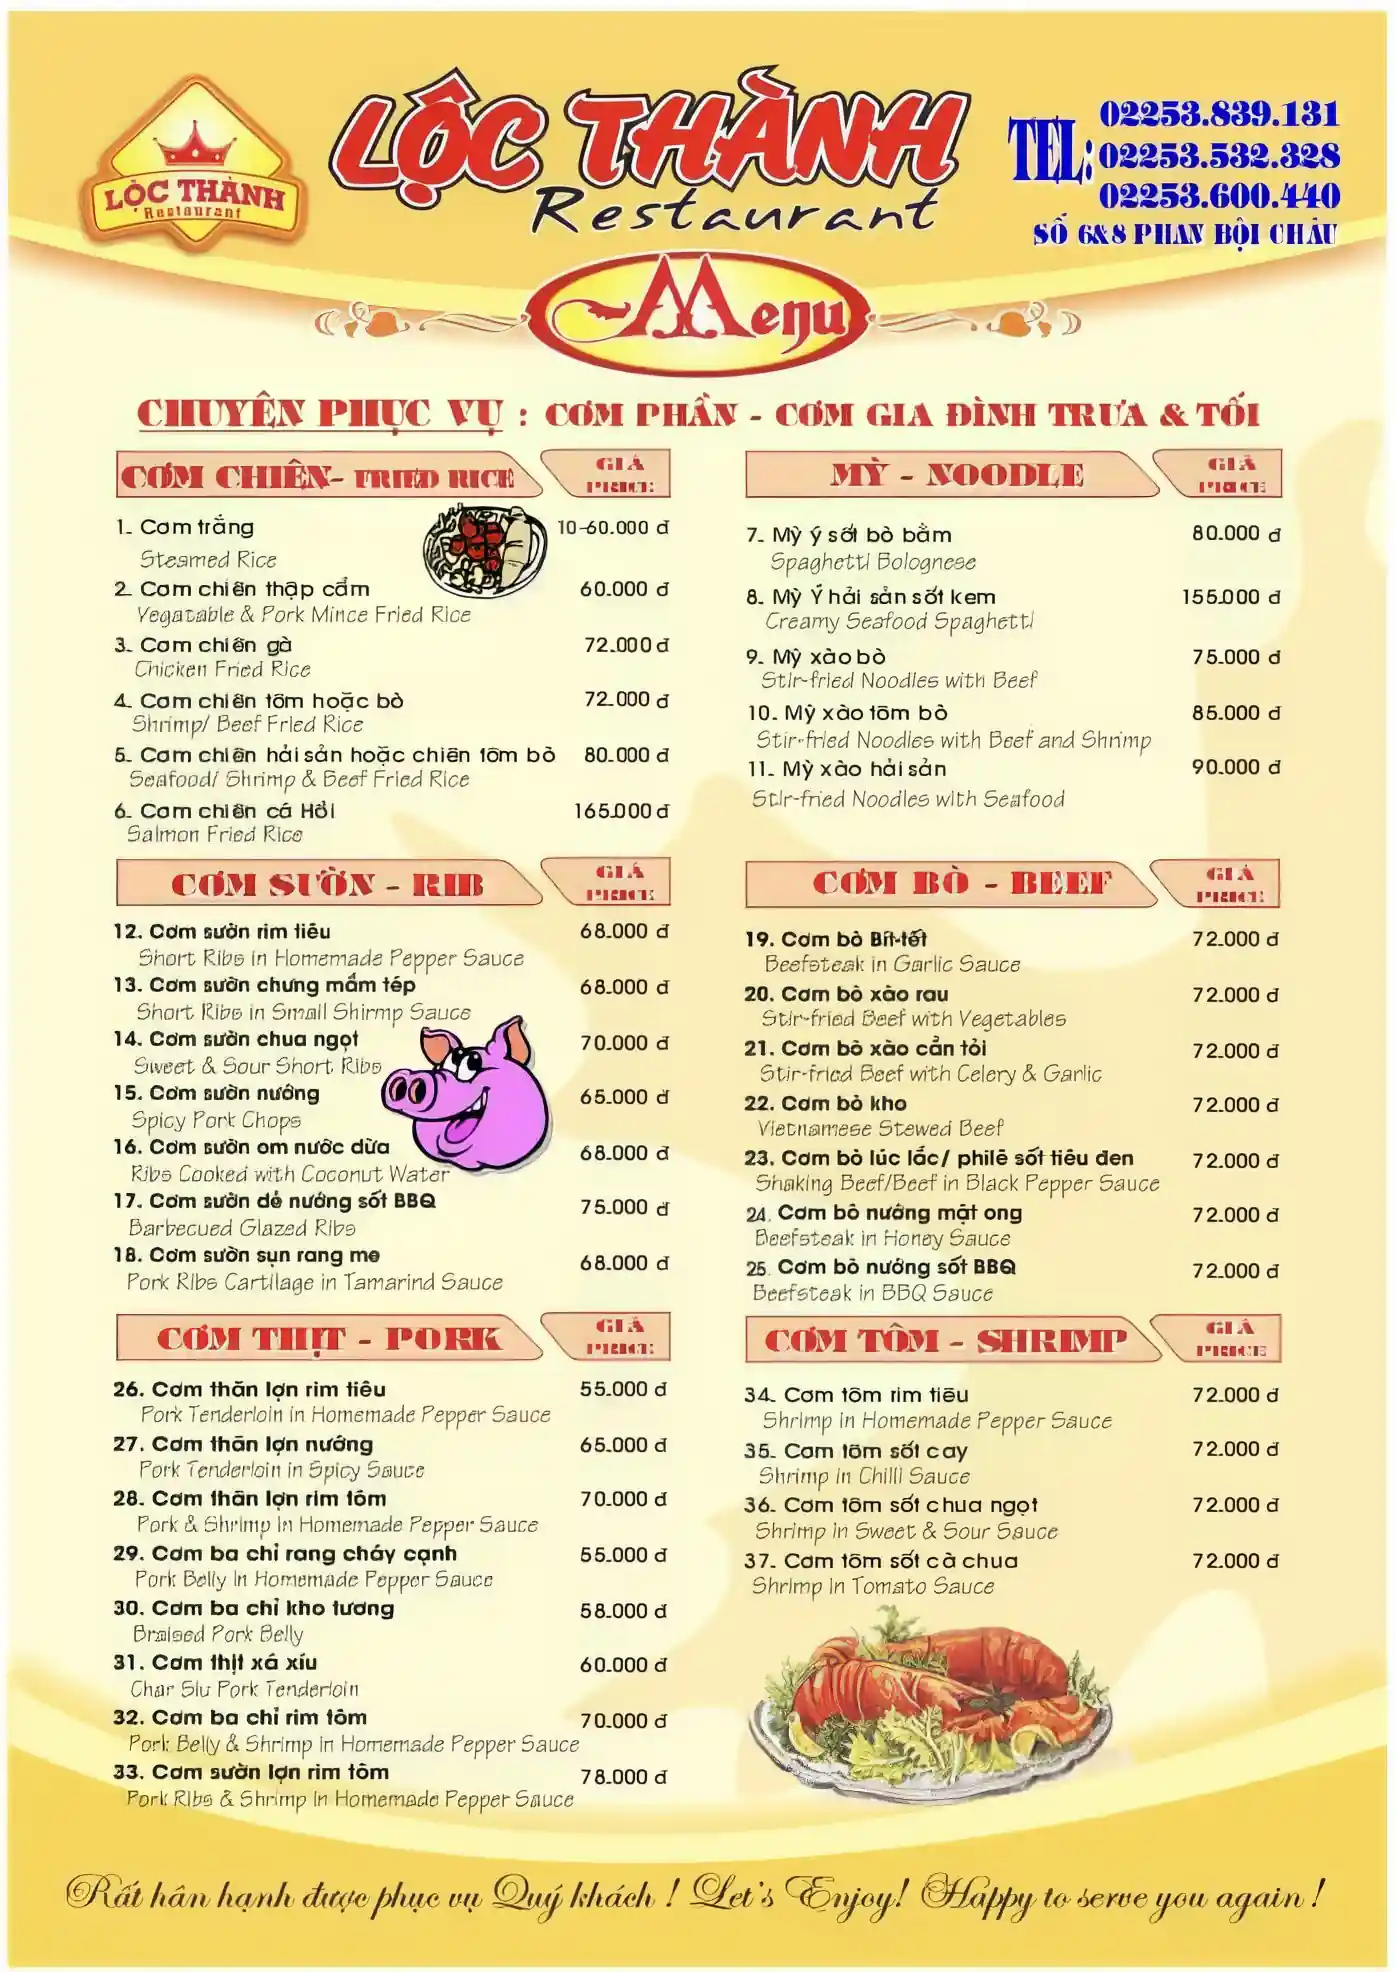 LỘC THÀNH
Restaurant
LỘC THÀNH
Restaurant
TEL: 02253.839.131
02253.532.328
02253.600.440
SỐ 6&8 PHAN BỘI CHÂU
Menu
CHUYÊN PHỤC VỤ : CƠM PHẦN - CƠM GIA ĐÌNH TRƯA & TỐI
CƠM CHIÊN- FRIED RICE GIÁ
PRICE
1. Cơm trắng 10-60.000 đ
Steamed Rice
2. Cơm chiên thập cẩm 60.000 đ
Vegatable & Pork Mince Fried Rice
3. Cơm chiên gà 72.000 đ
Chicken Fried Rice
4. Cơm chiên tôm hoặc bò 72.000 đ
Shrimp/ Beef Fried Rice
5. Cơm chiên hải sản hoặc chiên tôm bò 80.000 đ
Seafood/ Shrimp & Beef Fried Rice
6. Cơm chiên cá Hồi 165.000 đ
Salmon Fried Rice
MỲ - NOODLE GIÁ
PRICE
7. Mỳ ý sốt bò bằm 80.000 đ
Spaghetti Bolognese
8. Mỳ Ý hải sản sốt kem 155.000 đ
Creamy Seafood Spaghetti
9. Mỳ xào bò 75.000 đ
Stir-fried Noodles with Beef
10. Mỳ xào tôm bò 85.000 đ
Stir-fried Noodles with Beef and Shrimp
11. Mỳ xào hải sản 90.000 đ
Stir-fried Noodles with Seafood
CƠM SƯỜN - RIB GIÁ
PRICE
12. Cơm sườn rim tiêu 68.000 đ
Short Ribs in Homemade Pepper Sauce
13. Cơm sườn chưng mắm tép 68.000 đ
Short Ribs in Small Shirmp Sauce
14. Cơm sườn chua ngọt 70.000 đ
Sweet & Sour Short Ribs
15. Cơm sườn nướng 65.000 đ
Spicy Pork Chops
16. Cơm sườn om nước dừa 68.000 đ
Ribs Cooked with Coconut Water
17. Cơm sườn dẻ nướng sốt BBQ 75.000 đ
Barbecued Glazed Ribs
18. Cơm sườn sụn rang me 68.000 đ
Pork Ribs Cartilage in Tamarind Sauce
CƠM BÒ - BEEF GIÁ
PRICE
19. Cơm bò Bít-tết 72.000 đ
Beefsteak in Garlic Sauce
20. Cơm bò xào rau 72.000 đ
Stir-fried Beef with Vegetables
21. Cơm bò xào cần tỏi 72.000 đ
Stir-fried Beef with Celery & Garlic
22. Cơm bò kho 72.000 đ
Vietnamese Stewed Beef
23. Cơm bò lúc lắc/ philê sốt tiêu đen 72.000 đ
Shaking Beef/Beef in Black Pepper Sauce
24. Cơm bò nướng mật ong 72.000 đ
Beefsteak in Honey Sauce
25. Cơm bò nướng sốt BBQ 72.000 đ
Beefsteak in BBQ Sauce
CƠM THỊT - PORK GIÁ
PRICE
26. Cơm thăn lợn rim tiêu 55.000 đ
Pork Tenderloin in Homemade Pepper Sauce
27. Cơm thăn lợn nướng 65.000 đ
Pork Tenderloin in Spicy Sauce
28. Cơm thăn lợn rim tôm 70.000 đ
Pork & Shrimp in Homemade Pepper Sauce
29. Cơm ba chỉ rang cháy cạnh 55.000 đ
Pork Belly in Homemade Pepper Sauce
30. Cơm ba chỉ kho tương 58.000 đ
Braised Pork Belly
31. Cơm thịt xá xíu 60.000 đ
Char Siu Pork Tenderloin
32. Cơm ba chỉ rim tôm 70.000 đ
Pork Belly & Shrimp in Homemade Pepper Sauce
33. Cơm sườn lợn rim tôm 78.000 đ
Pork Ribs & Shrimp in Homemade Pepper Sauce
CƠM TÔM - SHRIMP GIÁ
PRICE
34. Cơm tôm rim tiêu 72.000 đ
Shrimp in Homemade Pepper Sauce
35. Cơm tôm sốt cay 72.000 đ
Shrimp in Chilli Sauce
36. Cơm tôm sốt chua ngọt 72.000 đ
Shrimp in Sweet & Sour Sauce
37. Cơm tôm sốt cà chua 72.000 đ
Shrimp in Tomato Sauce
Rất hân hạnh được phục vụ Quý khách ! Let's Enjoy! Happy to serve you again !